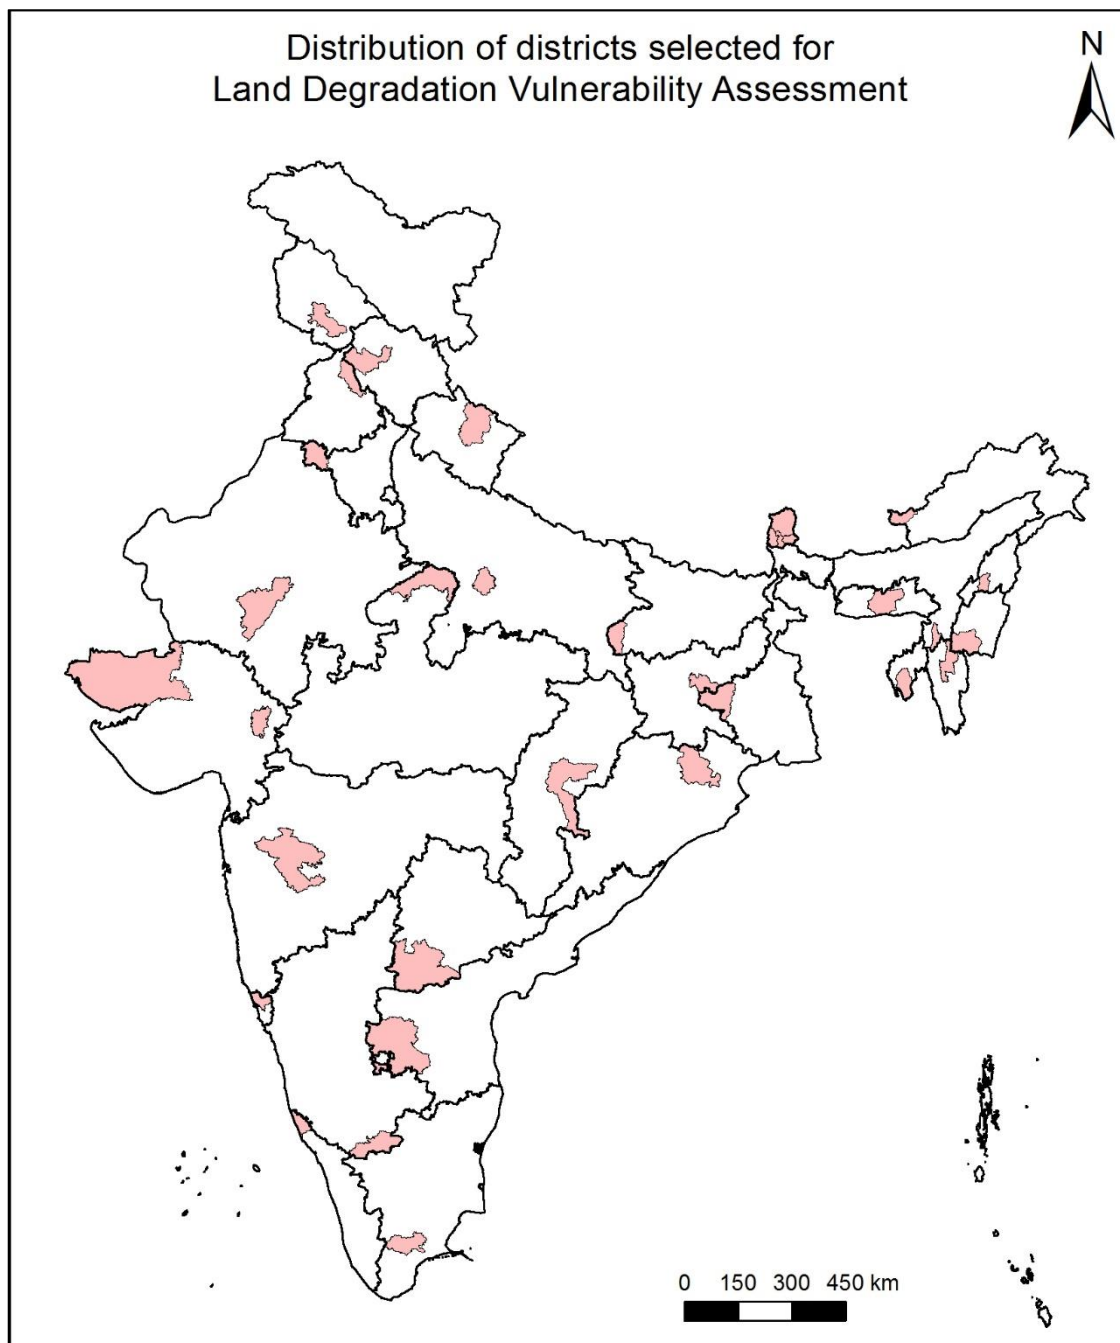 Distribution of districts selected for
Land Degradation Vulnerability Assessment
N
0 150 300 450 km